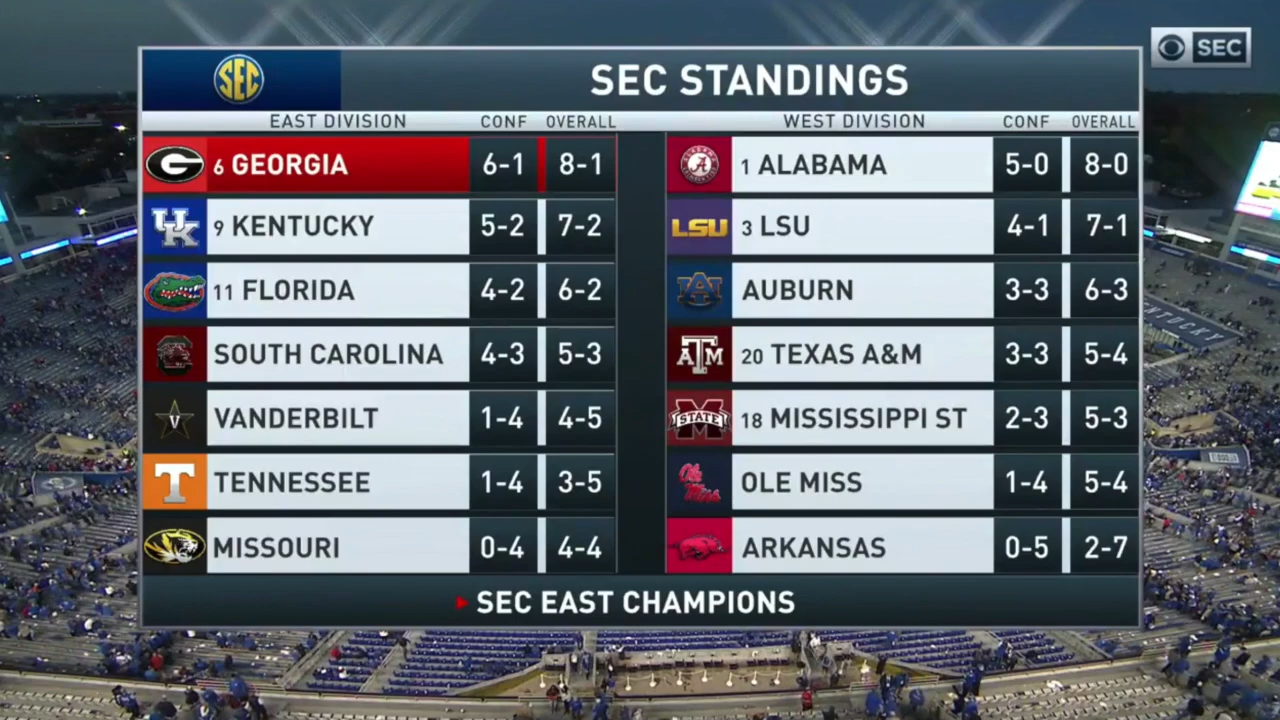 SEC
SEC STANDINGS
SEC
EAST DIVISION CONF OVERALL
G 6 GEORGIA 6-1 8-1
UK 9 KENTUCKY 5-2 7-2
11 FLORIDA 4-2 6-2
C SOUTH CAROLINA 4-3 5-3
V VANDERBILT 1-4 4-5
T TENNESSEE 1-4 3-5
MISSOURI 0-4 4-4
WEST DIVISION CONF OVERALL
A 1 ALABAMA 5-0 8-0
LSU 3 LSU 4-1 7-1
AU AUBURN 3-3 6-3
ATM 20 TEXAS A&M 3-3 5-4
M STATE 18 MISSISSIPPI ST 2-3 5-3
Ole Miss OLE MISS 1-4 5-4
ARKANSAS 0-5 2-7
SEC EAST CHAMPIONS
KENTUCKY